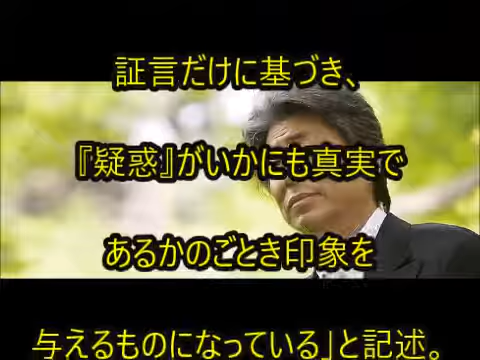 証言だけに基づき、
『疑惑』がいかにも真実で
あるかのごとき印象を
与えるものになっている」と記述。